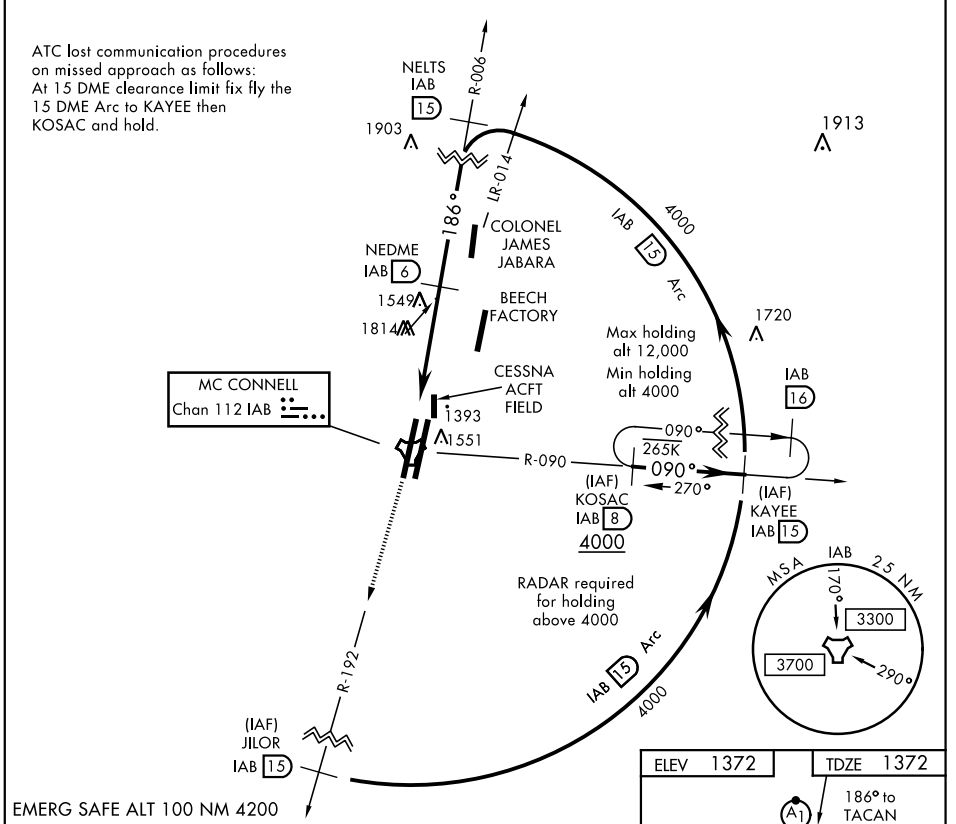 ATC lost communication procedures
on missed approach as follows:
At 15 DME clearance limit fix fly the
15 DME Arc to KAYEE then
KOSAC and hold.
NELTS
IAB
15
R-006
1903
1913
LR-014
186°
COLONEL
JAMES
JABARA
IAB 15 Arc
4000
NEDME
IAB 6
1549
1814
BEECH
FACTORY
1720
Max holding
alt 12,000
Min holding
alt 4000
MC CONNELL
Chan 112 IAB
CESSNA
ACFT
FIELD
1393
1551
IAB
16
090°
265K
R-090
090°
270°
(IAF)
KOSAC
IAB 8
4000
(IAF)
KAYEE
IAB 15
RADAR required
for holding
above 4000
MSA IAB 25 NM
170°
3300
3700
290°
R-192
IAB 15 Arc
4000
(IAF)
JILOR
IAB 15
EMERG SAFE ALT 100 NM 4200
ELEV 1372
TDZE 1372
A1
186° to
TACAN